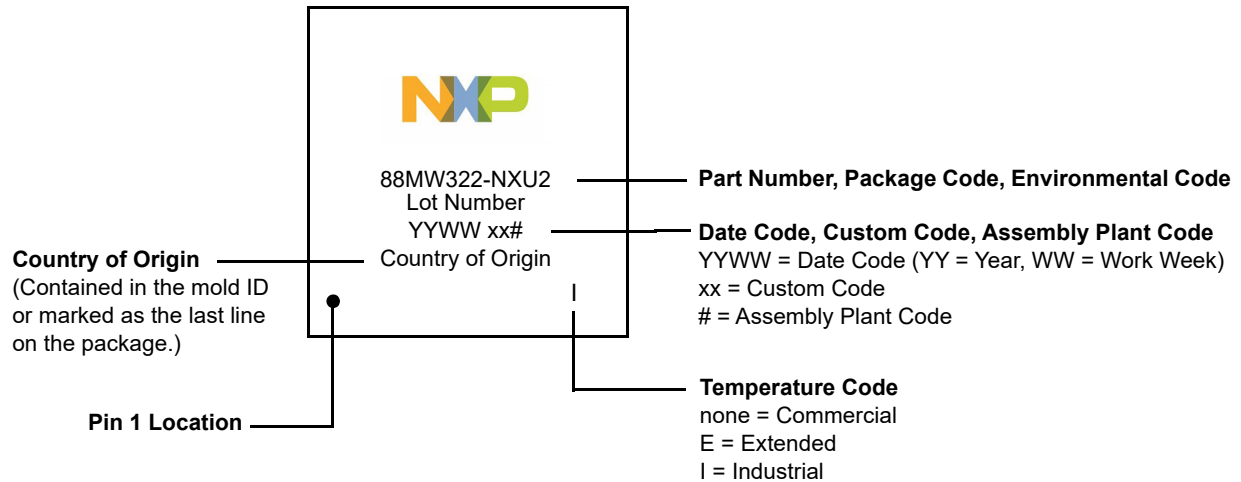 NXP
88MW322-NXU2
Lot Number
YYWW xx#
Country of Origin
I
Part Number, Package Code, Environmental Code
Date Code, Custom Code, Assembly Plant Code
YYWW = Date Code (YY = Year, WW = Work Week)
xx = Custom Code
# = Assembly Plant Code
Country of Origin
(Contained in the mold ID
or marked as the last line
on the package.)
Pin 1 Location
Temperature Code
none = Commercial
E = Extended
I = Industrial